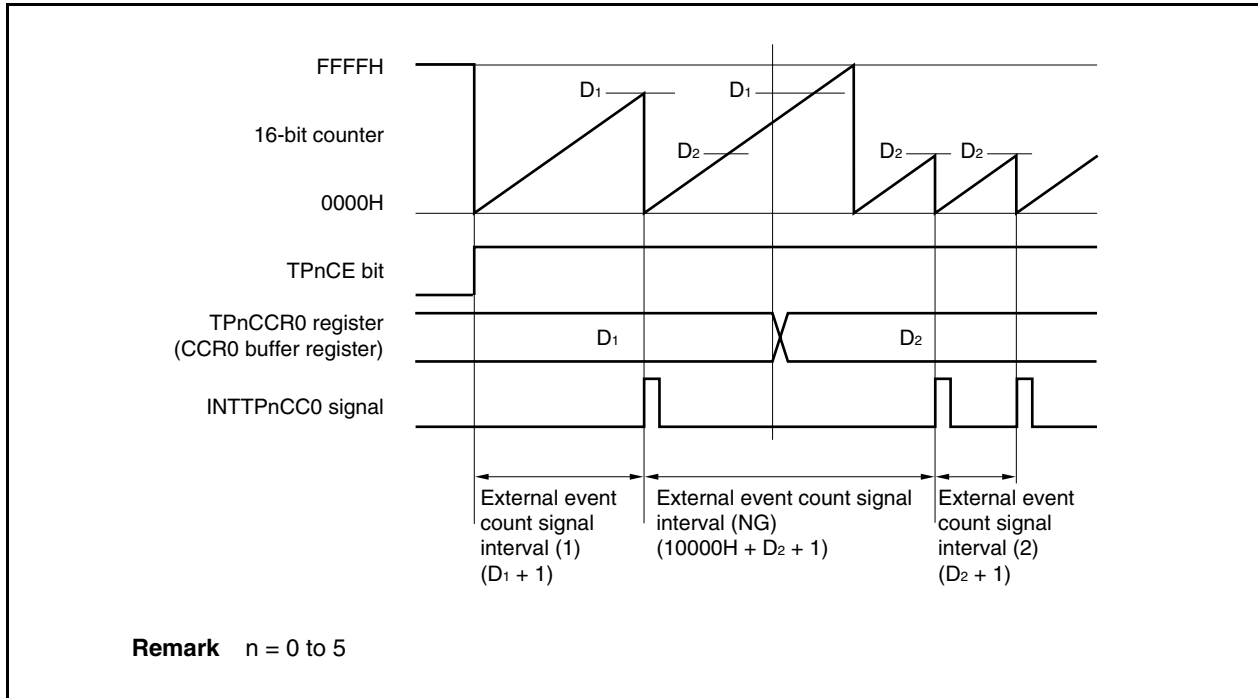 FFFFH
D1
D1
16-bit counter
D2
D2
D2
0000H
TPnCE bit
TPnCCR0 register
(CCR0 buffer register)
D1
D2
INTTPnCC0 signal
External event
count signal
interval (1)
(D1 + 1)
External event count signal
interval (NG)
(10000H + D2 + 1)
External event
count signal
interval (2)
(D2 + 1)
Remark n = 0 to 5